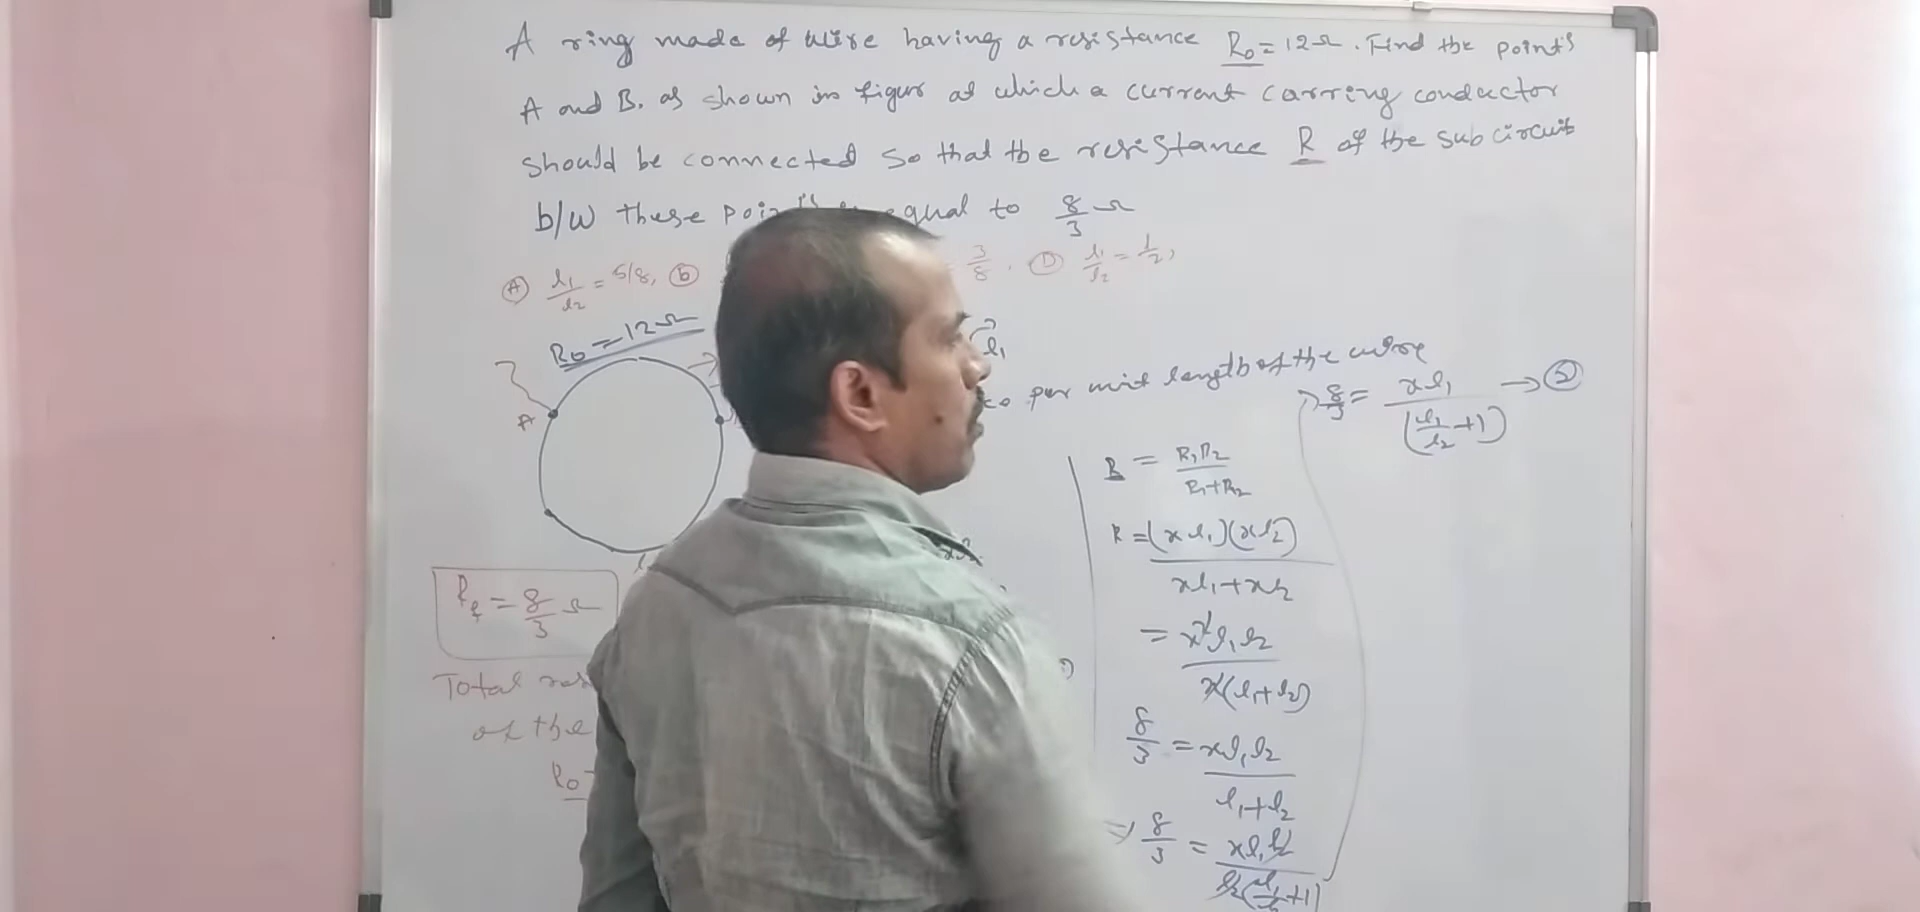 A ring made of wire having a resistance R₀ = 12Ω. Find the points
A and B, as shown in figur at which a current carring conductor
should be connected so that the resistance R of the sub circuit
b/w these points equal to 8/3 Ω
(A) l₁/l₂ = 5/8, (b) 3/8, (D) l₁/l₂ = 1/2,
R₀ = 12Ω
A
l₁
per unit length of the wire
8/3 = xl₁/(l₁/l₂ + 1) → (2)
R = R₁R₂/R₁+R₂
R = (xl₁)(xl₂)/xl₁+xl₂
= x²l₁l₂/x(l₁+l₂)
8/3 = xl₁l₂/l₁+l₂
⇒ 8/3 = xl₁l₂/l₂(l₁/l₂+1)
= 8/3 Ω
Total
of the
R₀